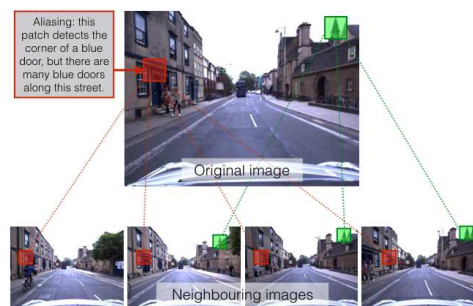 Aliasing: this
patch detects the
corner of a blue
door, but there are
many blue doors
along this street.
Original image
Neighbouring images